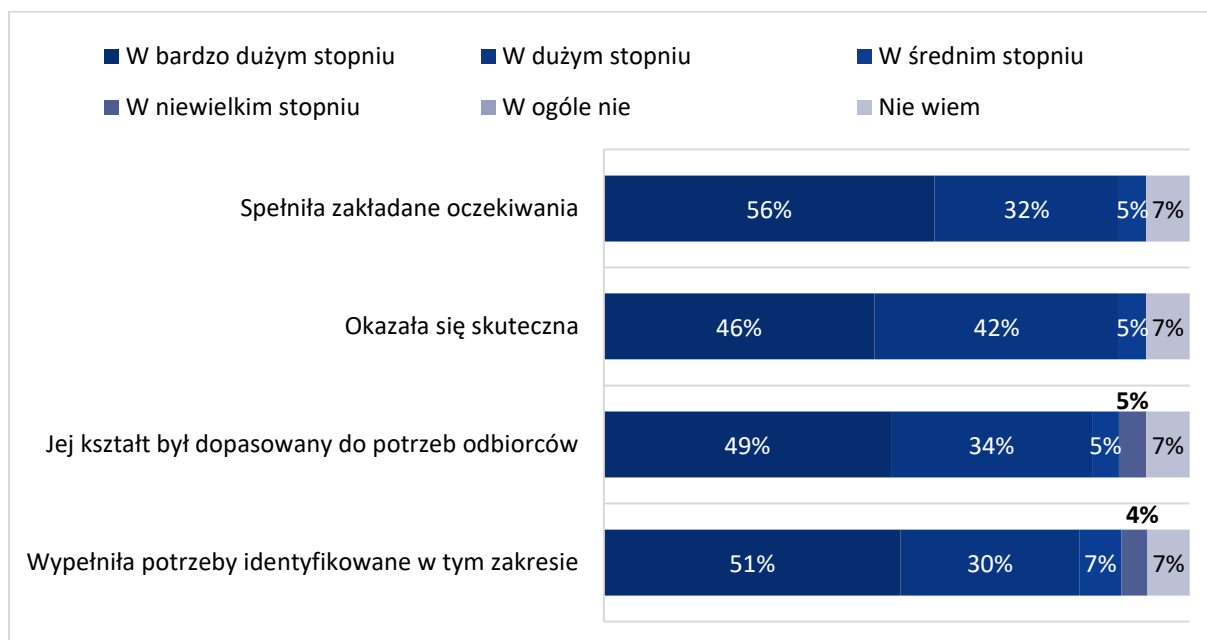 W bardzo dużym stopniu W dużym stopniu W średnim stopniu
W niewielkim stopniu W ogóle nie Nie wiem
Spełniła zakładane oczekiwania 56% 32% 5% 7%
Okazała się skuteczna 46% 42% 5% 7%
5%
Jej kształt był dopasowany do potrzeb odbiorców 49% 34% 5% 7%
4%
Wypełniła potrzeby identyfikowane w tym zakresie 51% 30% 7% 7%